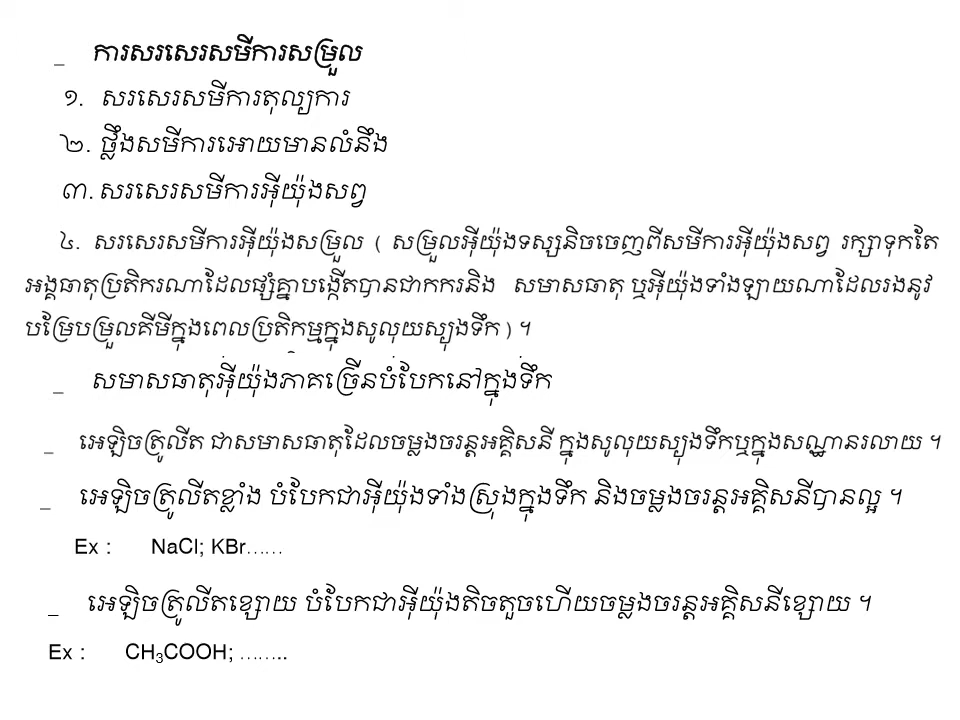 _ ការសរសេរសមីការសម្រួល
១. សរសេរសមីការតុល្យការ
២. ថ្លឹងសមីការអោយមានលំនឹង
៣. សរសេរសមីការអ៊ីយ៉ុងសព្វ
៤. សរសេរសមីការអ៊ីយ៉ុងសម្រួល ( សម្រួលអ៊ីយ៉ុងទស្សនិចចេញពីសមីការអ៊ីយ៉ុងសព្វ រក្សាទុកតែ
អង្គធាតុប្រតិករណាដែលផ្សំគ្នាបង្កើតបានជាកករនិង សមាសធាតុ ឬអ៊ីយ៉ុងទាំងឡាយណាដែលរងនូវ
បម្រែបម្រួលគីមីក្នុងពេលប្រតិកម្មក្នុងសូលុយស្យុងទឹក ) ។
_ សមាសធាតុអ៊ីយ៉ុងភាគច្រើនបំបែកនៅក្នុងទឹក
_ អេឡិចត្រូលីត ជាសមាសធាតុដែលចម្លងចរន្តអគ្គិសនី ក្នុងសូលុយស្យុងទឹកឬក្នុងសណ្ឋានរលាយ ។
_ អេឡិចត្រូលីតខ្លាំង បំបែកជាអ៊ីយ៉ុងទាំងស្រុងក្នុងទឹក និងចម្លងចរន្តអគ្គិសនីបានល្អ ។
Ex : NaCl; KBr……
_ អេឡិចត្រូលីតខ្សោយ បំបែកជាអ៊ីយ៉ុងតិចតួចហើយចម្លងចរន្តអគ្គិសនីខ្សោយ ។
Ex : CH₃COOH; ……..